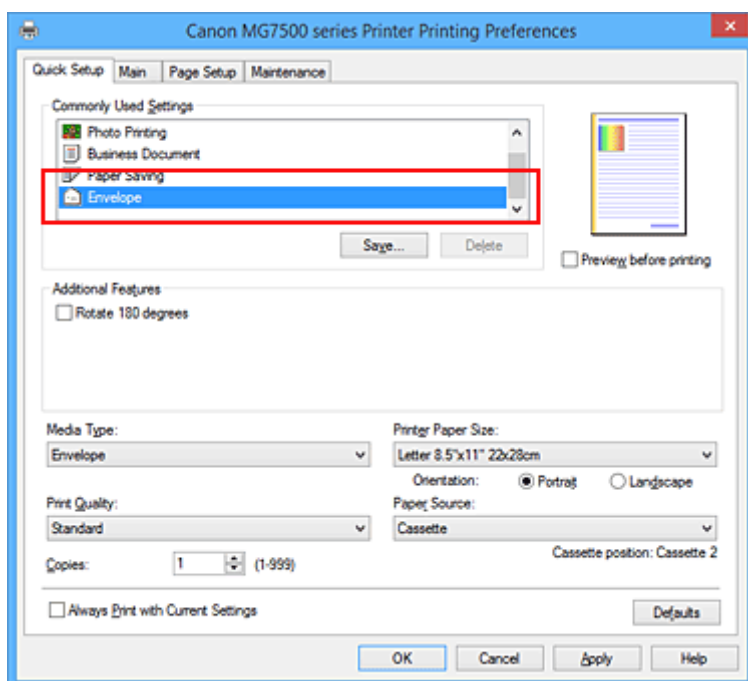 Canon MG7500 series Printer Printing Preferences
Quick Setup Main Page Setup Maintenance
Commonly Used Settings
Photo Printing
Business Document
Paper Saving
Envelope
Save... Delete
Preview before printing
Additional Features
Rotate 180 degrees
Media Type: Printer Paper Size:
Envelope Letter 8.5"x11" 22x28cm
Orientation: Portrait Landscape
Print Quality: Paper Source:
Standard Cassette
Cassette position: Cassette 2
Copies: 1 (1-999)
Always Print with Current Settings Defaults
OK Cancel Apply Help